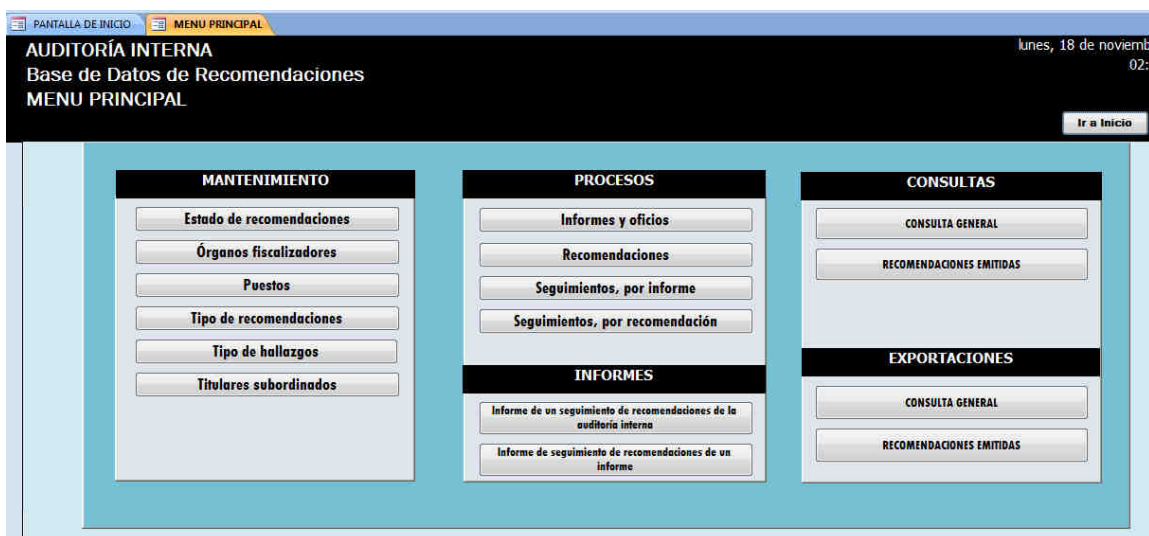 PANTALLA DE INICIO
MENU PRINCIPAL
AUDITORÍA INTERNA
Base de Datos de Recomendaciones
MENU PRINCIPAL
lunes, 18 de noviemb
02:
Ir a Inicio
MANTENIMIENTO
Estado de recomendaciones
Órganos fiscalizadores
Puestos
Tipo de recomendaciones
Tipo de hallazgos
Titulares subordinados
PROCESOS
Informes y oficios
Recomendaciones
Seguimientos, por informe
Seguimientos, por recomendación
INFORMES
Informe de un seguimiento de recomendaciones de la
auditoría interna
Informe de seguimiento de recomendaciones de un
informe
CONSULTAS
CONSULTA GENERAL
RECOMENDACIONES EMITIDAS
EXPORTACIONES
CONSULTA GENERAL
RECOMENDACIONES EMITIDAS